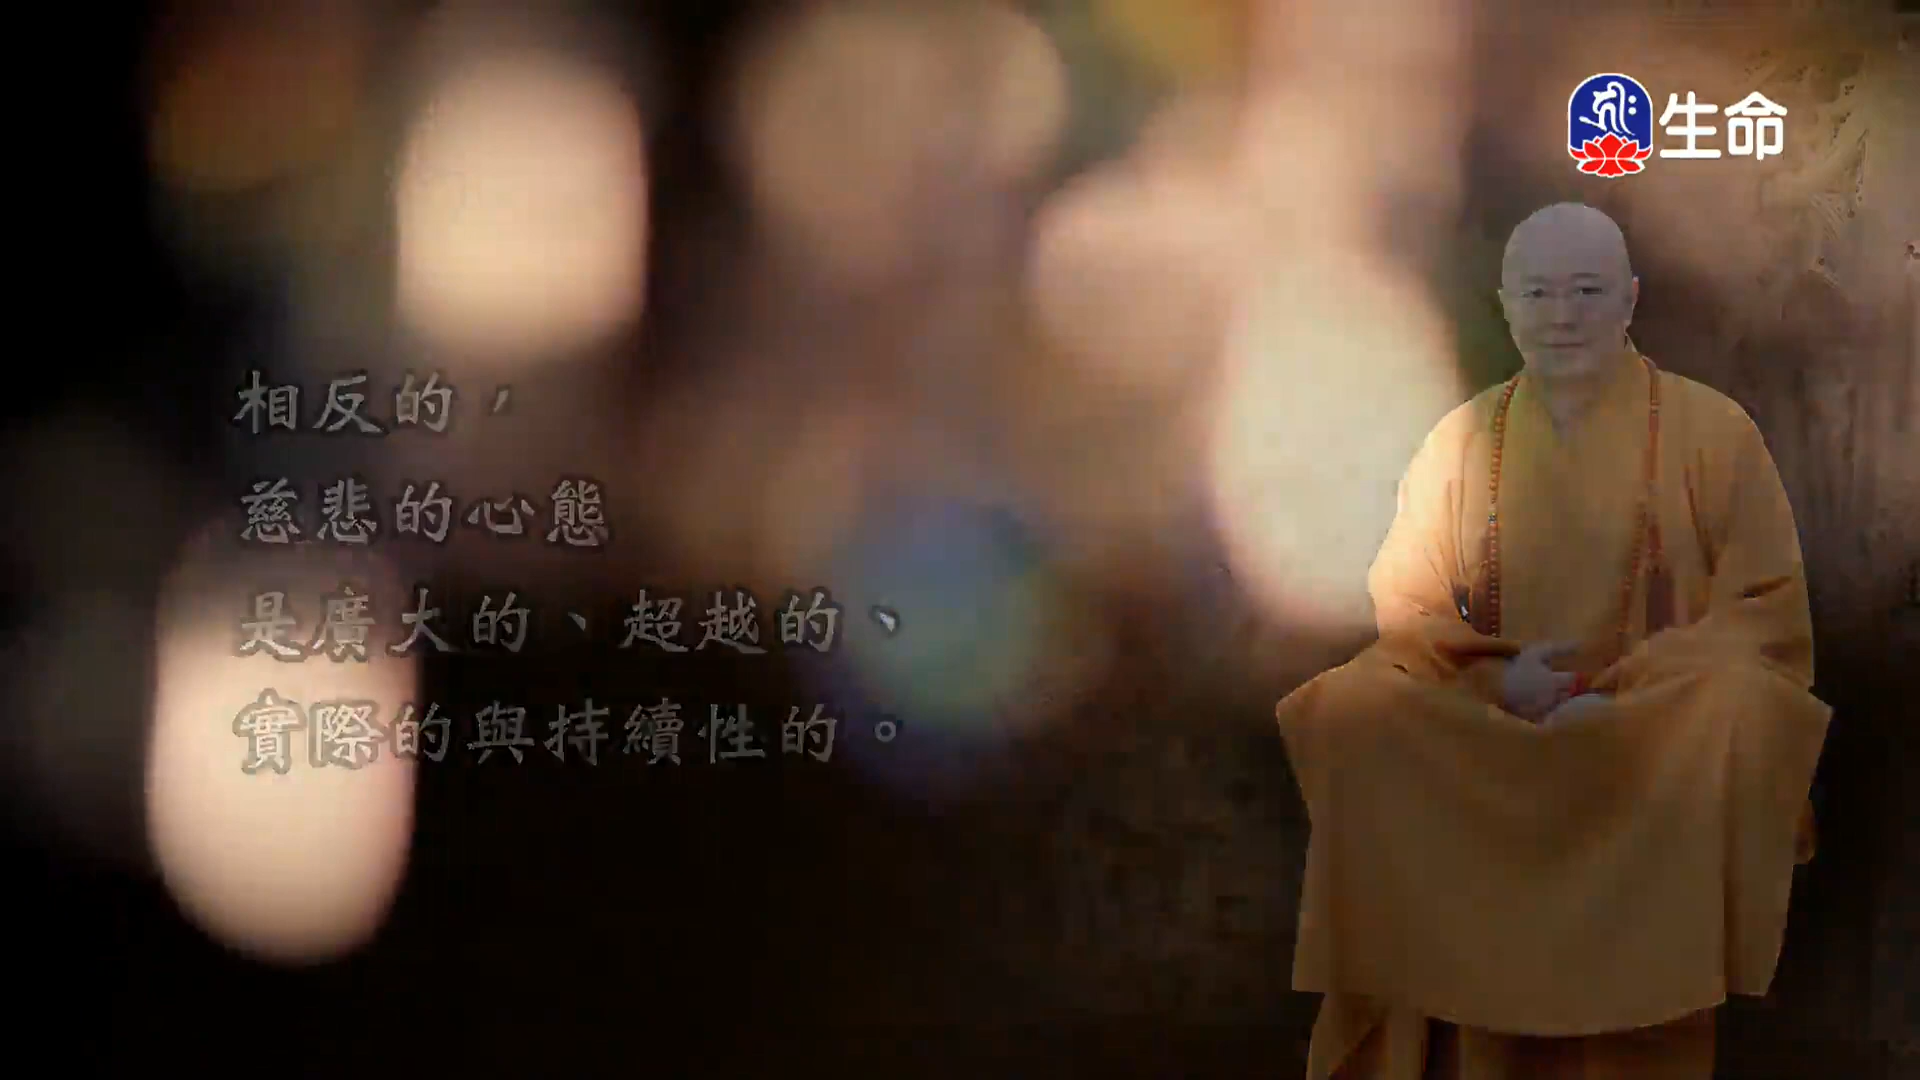 生命
相反的，
慈悲的心態
是廣大的、超越的、
實際的與持續性的。